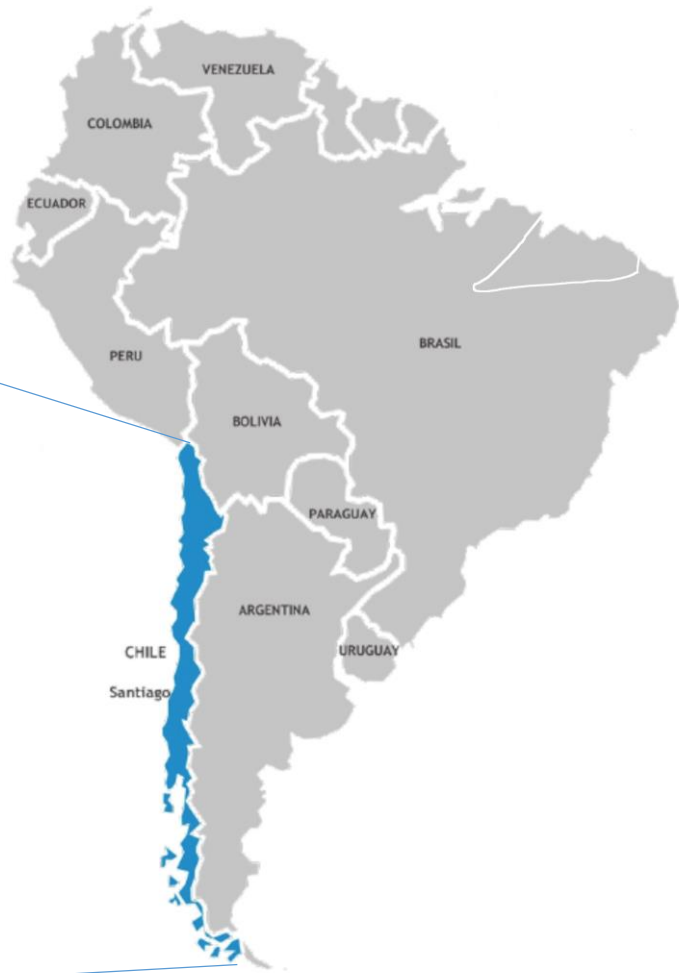 VENEZUELA
COLOMBIA
ECUADOR
PERU
BRASIL
BOLIVIA
PARAGUAY
ARGENTINA
CHILE
URUGUAY
Santiago